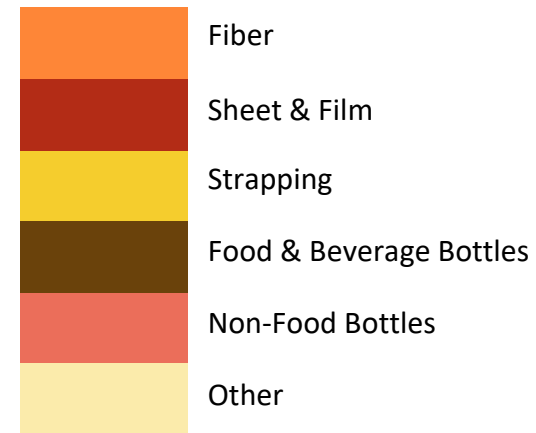 Fiber
Sheet & Film
Strapping
Food & Beverage Bottles
Non-Food Bottles
Other